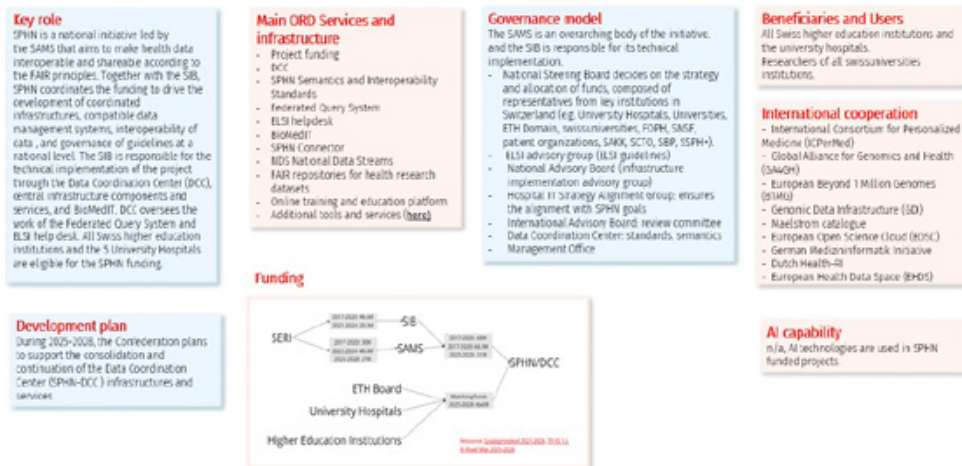 Key role
SPHN is a national initiative led by
the SAMS that aims to make health data
interoperable and shareable according to
the FAIR principles. Together with the SIB,
SPHN coordinates the funding to drive the
development of coordinated
infrastructures, compatible data
management systems, interoperability of
data, and governance of guidelines at a
national level. The SIB is responsible for the
technical implementation of the project
through the Data Coordination Center (DCC),
central infrastructure components and
services, and BioMedIT. DCC oversees the
work of the Federated Query System and
ELSI help desk. All Swiss higher education
institutions and the 5 University Hospitals
are eligible for the SPHN funding.
Development plan
During 2025-2028, the Confederation plans
to support the consolidation and
continuation of the Data Coordination
Center (SPHN-DCC) infrastructures and
services
Main ORD Services and
infrastructure
- Project funding
- DCC
- SPHN Semantics and Interoperability
Standards
- Federated Query System
- ELSI helpdesk
- BioMedIT
- SPHN Connector
- NDS National Data Streams
- FAIR repositories for health research
datasets
- Online training and education platform
- Additional tools and services (here)
Governance model
The SAMS is an overarching body of the initiative,
and the SIB is responsible for its technical
implementation.
- National Steering Board decides on the strategy
and allocation of funds, composed of
representatives from key institutions in
Switzerland (e.g. University Hospitals, Universities,
ETH Domain, swissuniversities, FOPH, SNSF,
patient organizations, SAKK, SCTO, SBP, SSPH+).
- ELSI advisory group (ELSI guidelines)
- National Advisory Board (infrastructure
implementation advisory group)
- Hospital IT Strategy Alignment Group: ensures
the alignment with SPHN goals
- International Advisory Board: review committee
- Data Coordination Center: standards, semantics
- Management Office
Funding
SERI
SIB
SAMS
SPHN/DCC
ETH Board
University Hospitals
Higher Education Institutions
Matching funds
Beneficiaries and Users
All Swiss higher education institutions and
the university hospitals.
Researchers of all swissuniversities
institutions.
International cooperation
- International Consortium for Personalized
Medicine (ICPerMed)
- Global Alliance for Genomics and Health
(GA4GH)
- European Beyond 1 Million Genomes
(B1MG)
- Genomic Data Infrastructure (GDI)
- Maelstrom catalogue
- European Open Science Cloud (EOSC)
- German Medizininformatik Initiative
- Dutch Health-RI
- European Health Data Space (EHDS)
AI capability
n/a, AI technologies are used in SPHN
funded projects.